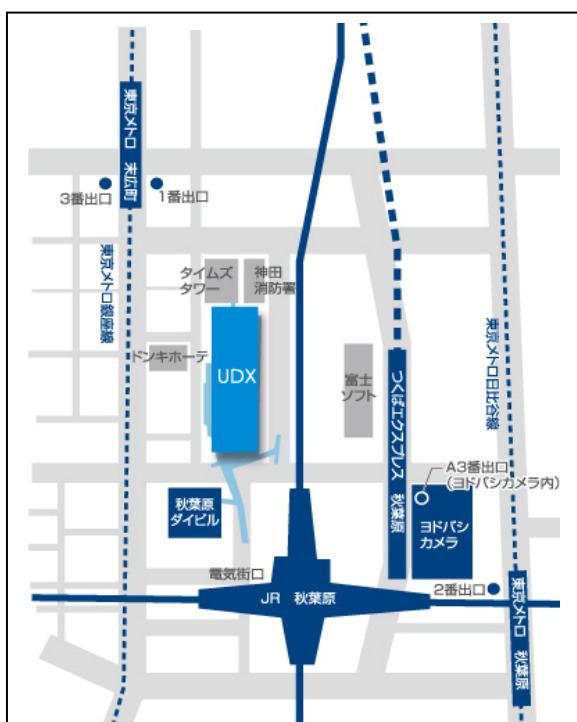 東京メトロ 末広町
3番出口
1番出口
東京メトロ銀座線
タイムズ
タワー
神田
消防署
ドンキホーテ
UDX
富士
ソフト
つくばエクスプレス 秋葉原
東京メトロ日比谷線
A3番出口
(ヨドバシカメラ内)
秋葉原
ダイビル
ヨドバシ
カメラ
電気街口
JR 秋葉原
2番出口
東京メトロ 秋葉原